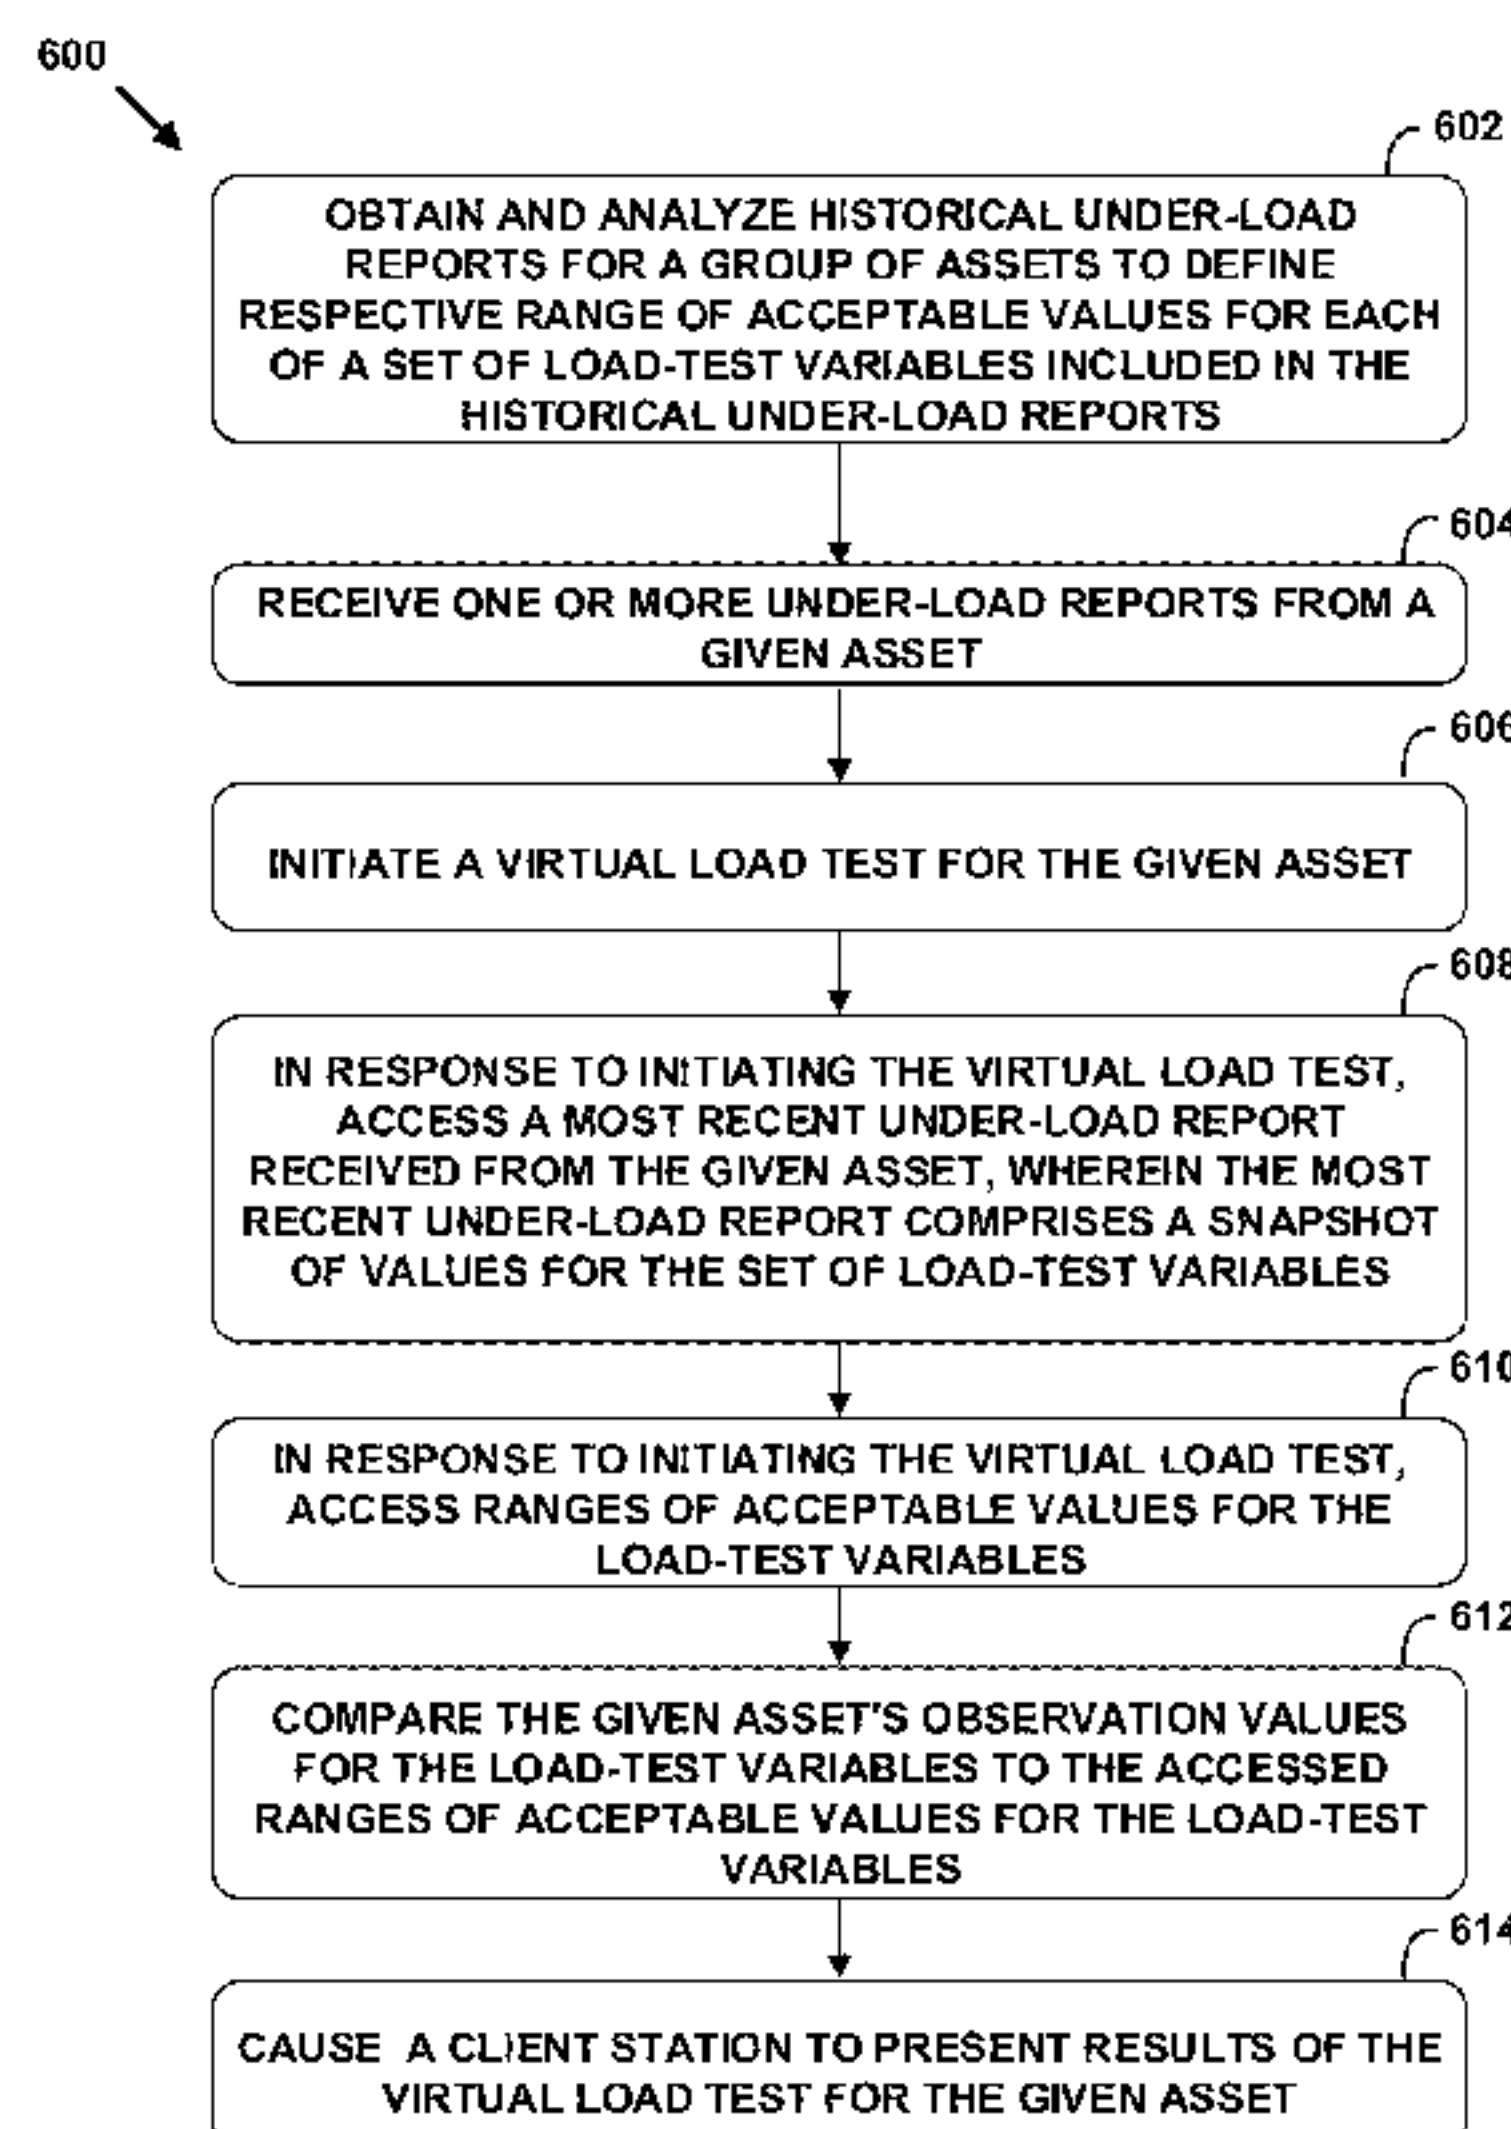 600
602
OBTAIN AND ANALYZE HISTORICAL UNDER-LOAD
REPORTS FOR A GROUP OF ASSETS TO DEFINE
RESPECTIVE RANGE OF ACCEPTABLE VALUES FOR EACH
OF A SET OF LOAD-TEST VARIABLES INCLUDED IN THE
HISTORICAL UNDER-LOAD REPORTS
604
RECEIVE ONE OR MORE UNDER-LOAD REPORTS FROM A
GIVEN ASSET
606
INITIATE A VIRTUAL LOAD TEST FOR THE GIVEN ASSET
608
IN RESPONSE TO INITIATING THE VIRTUAL LOAD TEST,
ACCESS A MOST RECENT UNDER-LOAD REPORT
RECEIVED FROM THE GIVEN ASSET, WHEREIN THE MOST
RECENT UNDER-LOAD REPORT COMPRISES A SNAPSHOT
OF VALUES FOR THE SET OF LOAD-TEST VARIABLES
610
IN RESPONSE TO INITIATING THE VIRTUAL LOAD TEST,
ACCESS RANGES OF ACCEPTABLE VALUES FOR THE
LOAD-TEST VARIABLES
612
COMPARE THE GIVEN ASSET'S OBSERVATION VALUES
FOR THE LOAD-TEST VARIABLES TO THE ACCESSED
RANGES OF ACCEPTABLE VALUES FOR THE LOAD-TEST
VARIABLES
614
CAUSE A CLIENT STATION TO PRESENT RESULTS OF THE
VIRTUAL LOAD TEST FOR THE GIVEN ASSET